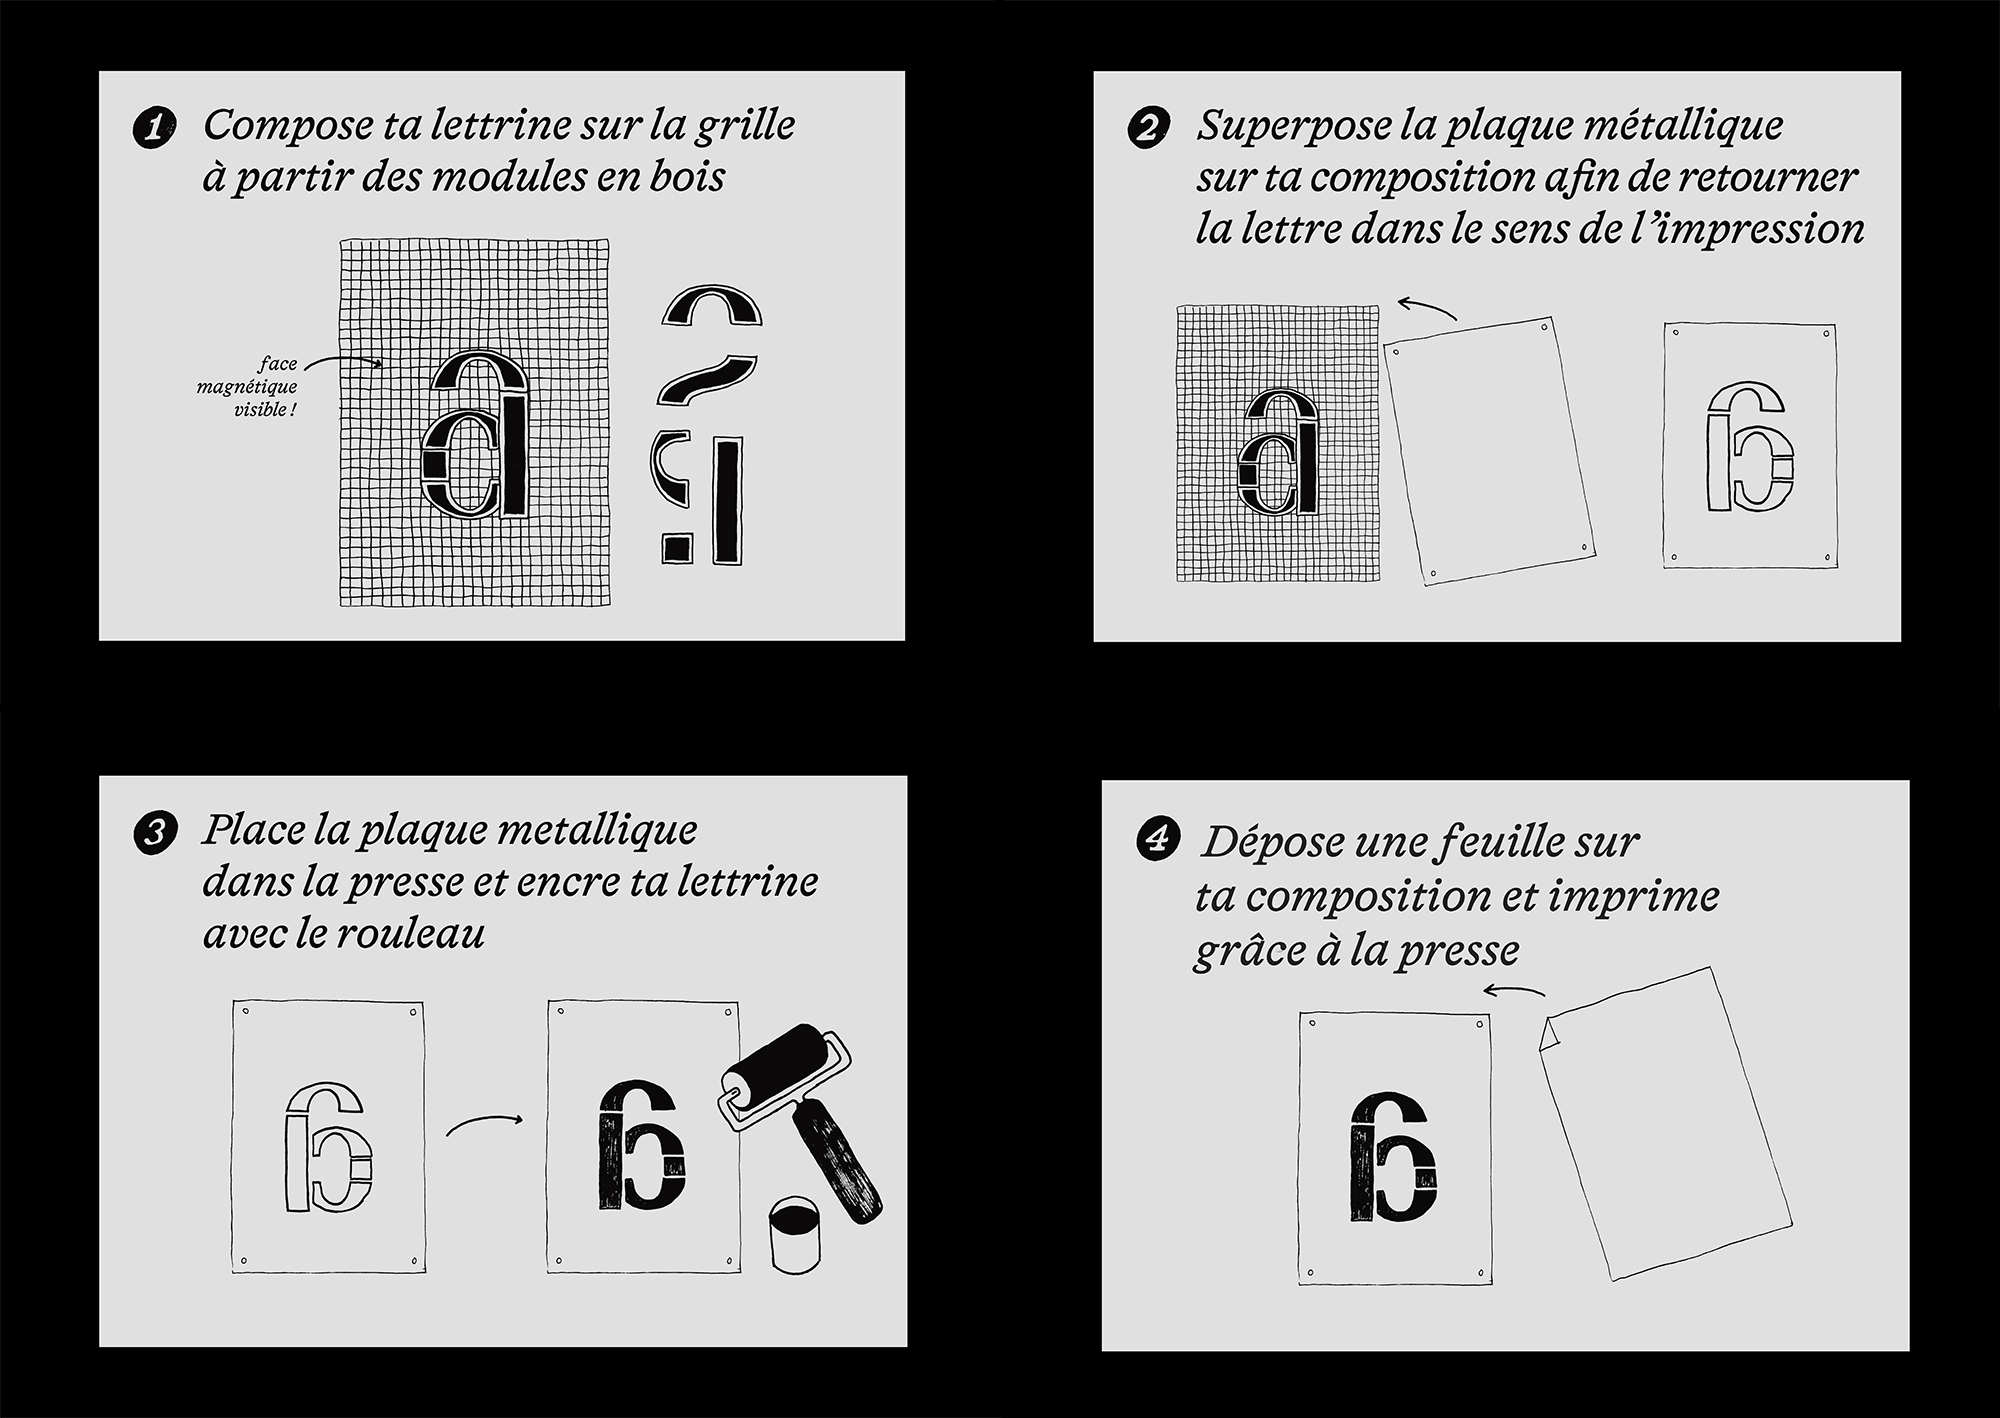 1 Compose ta lettrine sur la grille
à partir des modules en bois
face
magnétique
visible !
a
2 Superpose la plaque métallique
sur ta composition afin de retourner
la lettre dans le sens de l’impression
a
3 Place la plaque metallique
dans la presse et encre ta lettrine
avec le rouleau
4 Dépose une feuille sur
ta composition et imprime
grâce à la presse